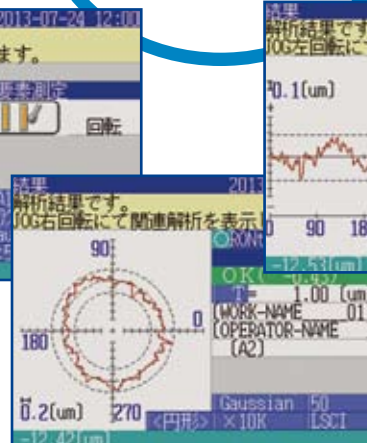 2013-07-24 12:00
ます。
要素測定
回転
結果
解析結果です
JOG左回転にて
0.1(um)
90
結果
2013
解析結果です。
JOG右回転にて関連解析を表示
90
180
0
270
0.2(um)
<円形>
OK(
1.00 (um
(WORK-NAME 01
(OPERATOR-NAME
(A2)
Gaussian 50
×10K LSCI
-12.53(um)
-12.42(um)